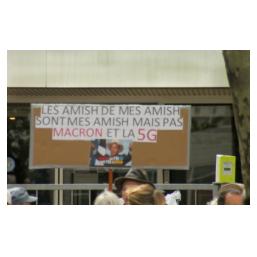 LES AMISH DE MES AMISH
SONT MES AMISH MAIS PAS
MACRON ET LA 5G